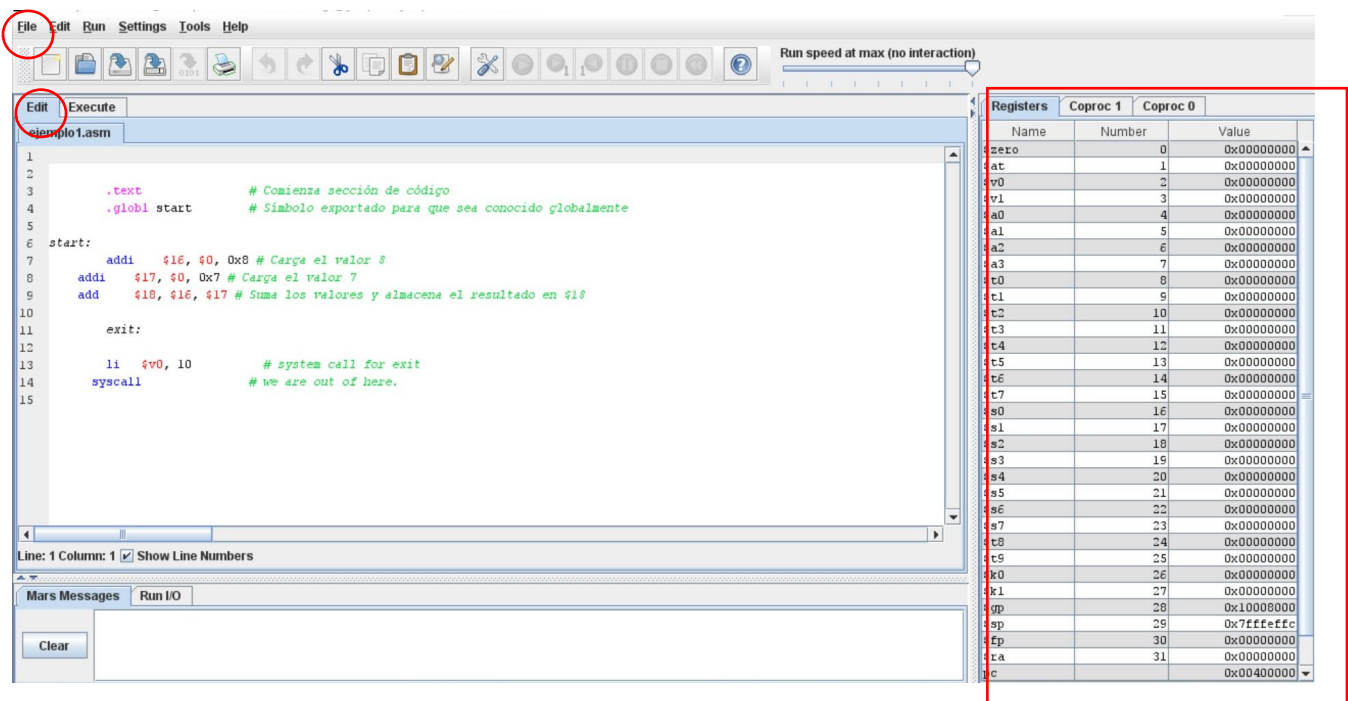 File Edit Run Settings Tools Help
Run speed at max (no interaction)
Edit Execute
ejemplo1.asm
1
2
3 .text # Comienza sección de código
4 .globl start # Símbolo exportado para que sea conocido globalmente
5
6 start:
7 addi $16, $0, 0x8 # Carga el valor 8
8 addi $17, $0, 0x7 # Carga el valor 7
9 add $18, $16, $17 # Suma los valores y almacena el resultado en $18
10
11 exit:
12
13 li $v0, 10 # system call for exit
14 syscall # we are out of here.
15
Line: 1 Column: 1 Show Line Numbers
Mars Messages Run I/O
Clear
Registers Coproc 1 Coproc 0
Name Number Value
$zero 0 0x00000000
$at 1 0x00000000
$v0 2 0x00000000
$v1 3 0x00000000
$a0 4 0x00000000
$a1 5 0x00000000
$a2 6 0x00000000
$a3 7 0x00000000
$t0 8 0x00000000
$t1 9 0x00000000
$t2 10 0x00000000
$t3 11 0x00000000
$t4 12 0x00000000
$t5 13 0x00000000
$t6 14 0x00000000
$t7 15 0x00000000
$s0 16 0x00000000
$s1 17 0x00000000
$s2 18 0x00000000
$s3 19 0x00000000
$s4 20 0x00000000
$s5 21 0x00000000
$s6 22 0x00000000
$s7 23 0x00000000
$t8 24 0x00000000
$t9 25 0x00000000
$k0 26 0x00000000
$k1 27 0x00000000
$gp 28 0x10008000
$sp 29 0x7fffeffc
$fp 30 0x00000000
$ra 31 0x00000000
pc 0x00400000